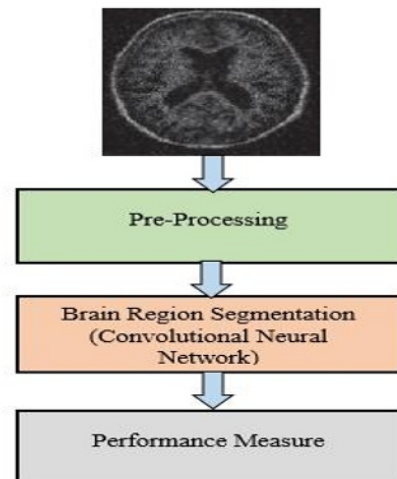 Pre-Processing
Brain Region Segmentation
(Convolutional Neural
Network)
Performance Measure